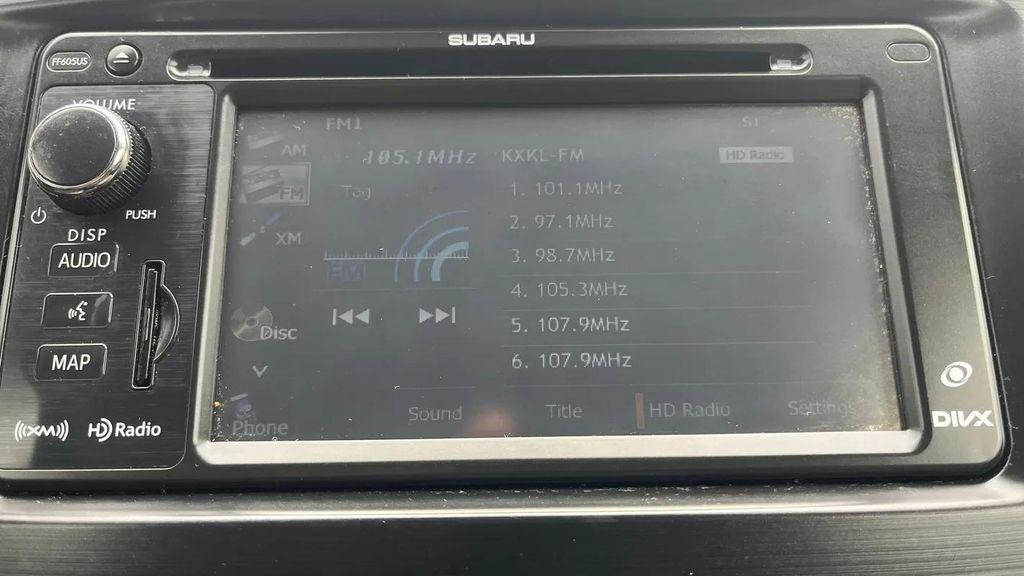 SUBARU
FF605US
VOLUME
PUSH
DISP
AUDIO
MAP
((XM))
HD Radio
FM1
S1
AM
105.1MHz
KXKL-FM
HD Radio
FM
Tag
1. 101.1MHz
2. 97.1MHz
XM
3. 98.7MHz
FM
4. 105.3MHz
Disc
5. 107.9MHz
6. 107.9MHz
Phone
Sound
Title
HD Radio
Settings
DIVX